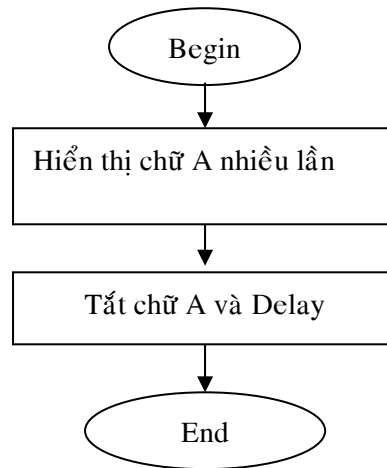 Begin
Hiển thị chữ A nhiều lần
Tắt chữ A và Delay
End